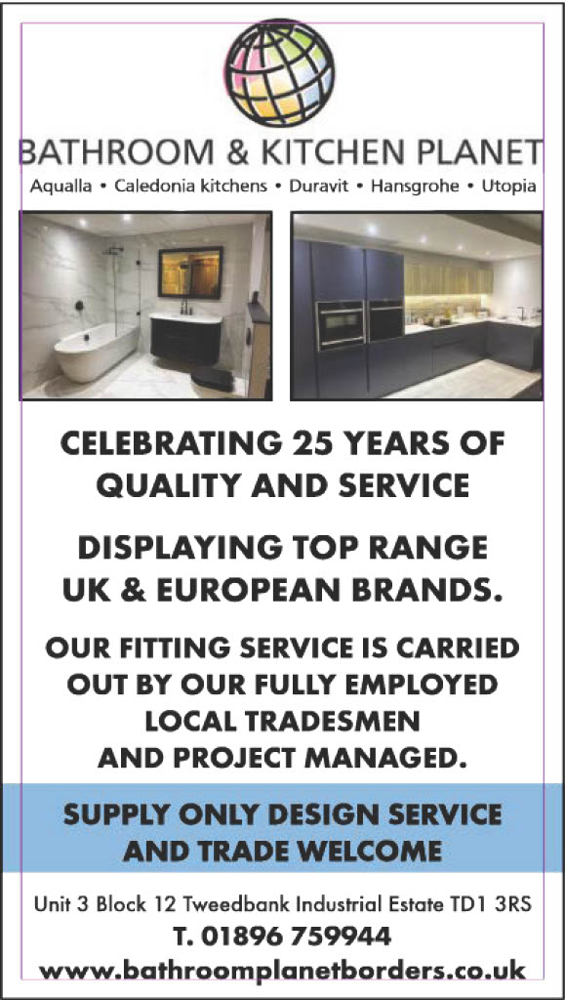 BATHROOM & KITCHEN PLANET
Aqualla • Caledonia kitchens • Duravit • Hansgrohe • Utopia
CELEBRATING 25 YEARS OF
QUALITY AND SERVICE
DISPLAYING TOP RANGE
UK & EUROPEAN BRANDS.
OUR FITTING SERVICE IS CARRIED
OUT BY OUR FULLY EMPLOYED
LOCAL TRADESMEN
AND PROJECT MANAGED.
SUPPLY ONLY DESIGN SERVICE
AND TRADE WELCOME
Unit 3 Block 12 Tweedbank Industrial Estate TD1 3RS
T. 01896 759944
www.bathroomplanetborders.co.uk